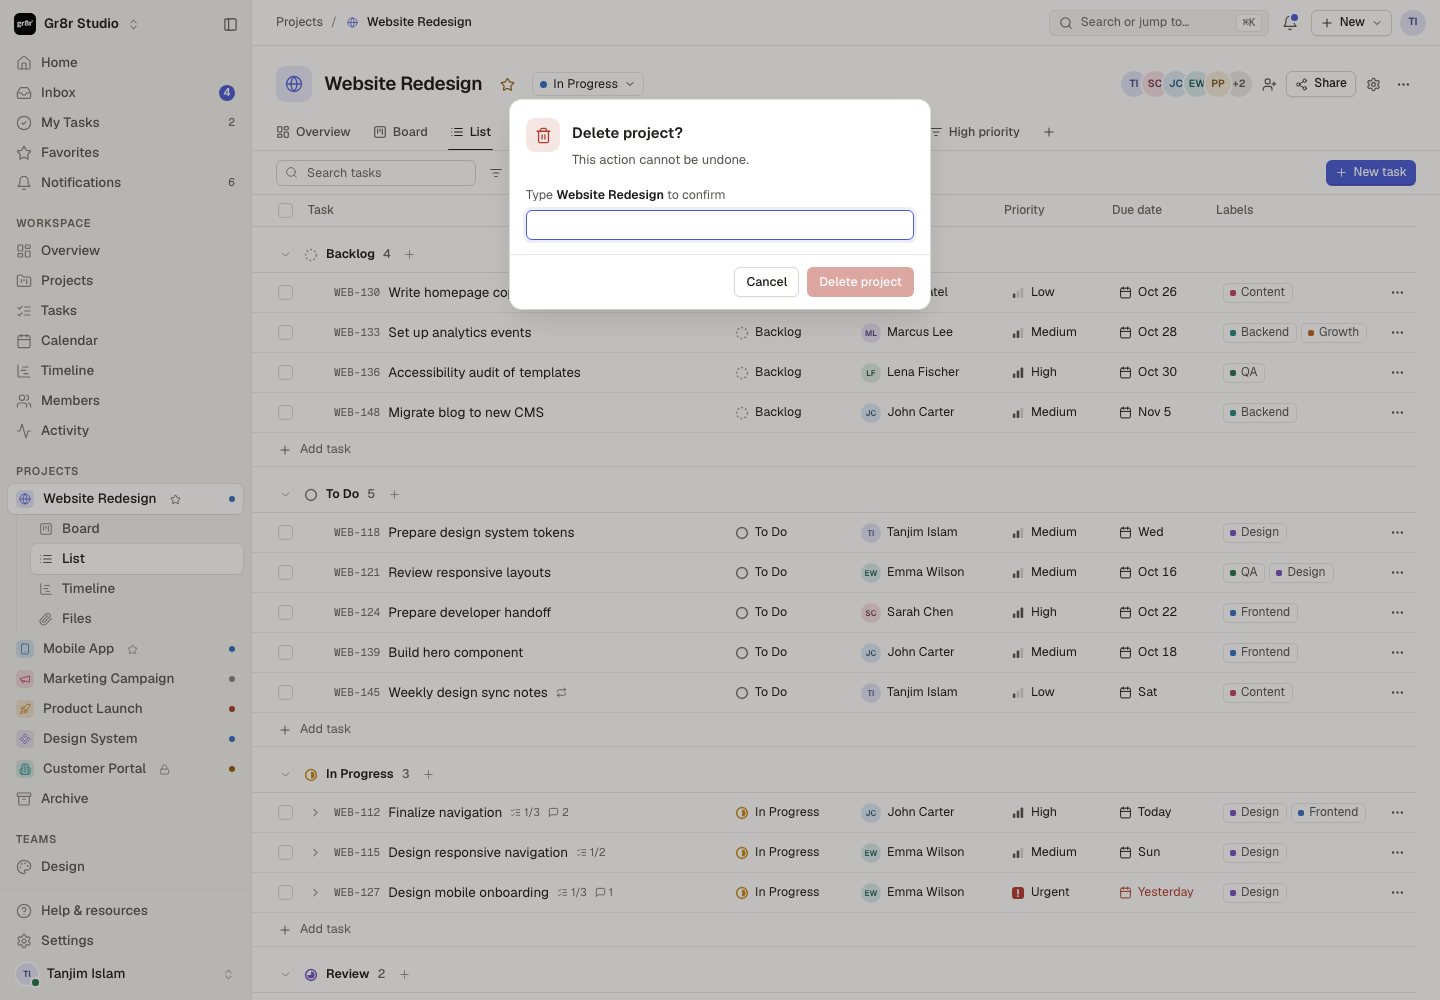 gr8r
Gr8r Studio
Home
Inbox 4
My Tasks 2
Favorites
Notifications 6
WORKSPACE
Overview
Projects
Tasks
Calendar
Timeline
Members
Activity
PROJECTS
Website Redesign
Board
List
Timeline
Files
Mobile App
Marketing Campaign
Product Launch
Design System
Customer Portal
Archive
TEAMS
Design
Help & resources
Settings
TI Tanjim Islam
Projects / Website Redesign
Search or jump to... ⌘K
New
TI
Website Redesign
In Progress
TI SC JC EW PP +2
Share
Overview Board List
High priority
Search tasks
New task
Task Priority Due date Labels
Delete project?
This action cannot be undone.
Type Website Redesign to confirm
Cancel Delete project
Backlog 4
WEB-130 Write homepage Low Oct 26 Content
WEB-133 Set up analytics events Backlog ML Marcus Lee Medium Oct 28 Backend Growth
WEB-136 Accessibility audit of templates Backlog LF Lena Fischer High Oct 30 QA
WEB-148 Migrate blog to new CMS Backlog JC John Carter Medium Nov 5 Backend
Add task
To Do 5
WEB-118 Prepare design system tokens To Do TI Tanjim Islam Medium Wed Design
WEB-121 Review responsive layouts To Do EW Emma Wilson Medium Oct 16 QA Design
WEB-124 Prepare developer handoff To Do SC Sarah Chen High Oct 22 Frontend
WEB-139 Build hero component To Do JC John Carter Medium Oct 18 Frontend
WEB-145 Weekly design sync notes To Do TI Tanjim Islam Low Sat Content
Add task
In Progress 3
WEB-112 Finalize navigation 1/3 2 In Progress JC John Carter High Today Design Frontend
WEB-115 Design responsive navigation 1/2 In Progress EW Emma Wilson Medium Sun Design
WEB-127 Design mobile onboarding 1/3 1 In Progress EW Emma Wilson Urgent Yesterday Design
Add task
Review 2